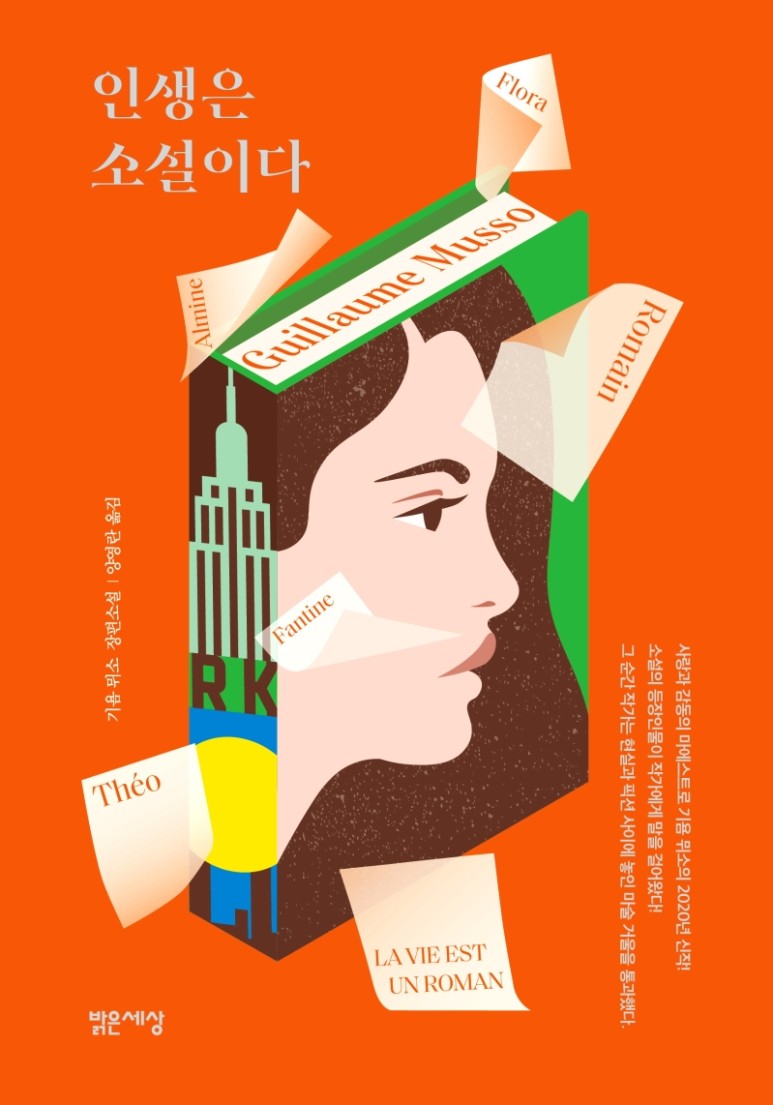 인생은
소설이다
Flora
Guillaume Musso
Almine
Romain
기욤 뮈소 장편소설 | 양영란 옮김
Fantine
RK
Théo
사랑과 감동의 마에스트로 기욤 뮈소의 2020년 신작!
소설의 등장인물이 작가에게 말을 걸어왔다!
그 순간 작가는 현실과 픽션 사이에 놓인 마술 거울을 통과했다.
LA VIE EST
UN ROMAN
밝은세상